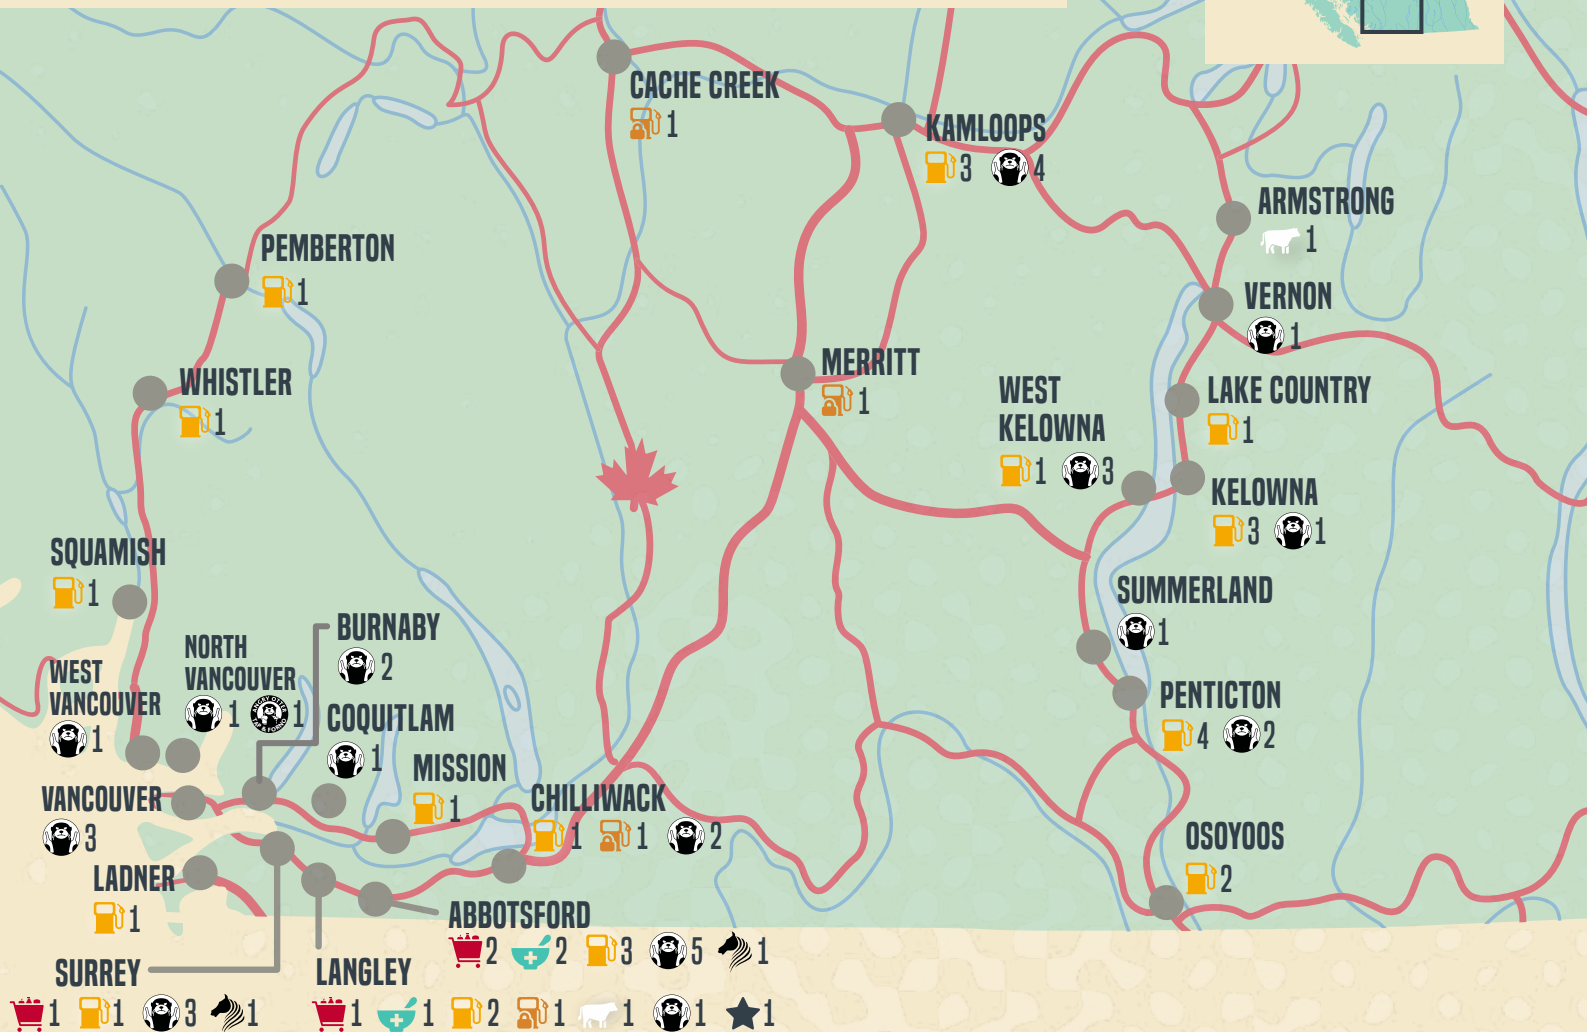 CACHE CREEK
1
KAMLOOPS
3 4
ARMSTRONG
1
PEMBERTON
1
VERNON
1
WHISTLER
1
MERRITT
1
WEST
KELOWNA
1 3
LAKE COUNTRY
1
KELOWNA
3 1
SQUAMISH
1
SUMMERLAND
1
BURNABY
2
NORTH
VANCOUVER
1 1
WEST
VANCOUVER
1
COQUITLAM
1
PENTICTON
4 2
MISSION
1
VANCOUVER
3
CHILLIWACK
1 1 2
OSOYOOS
2
LADNER
1
ABBOTSFORD
2 2 3 5 1
SURREY
1 1 3 1
LANGLEY
1 1 2 1 1 1 1